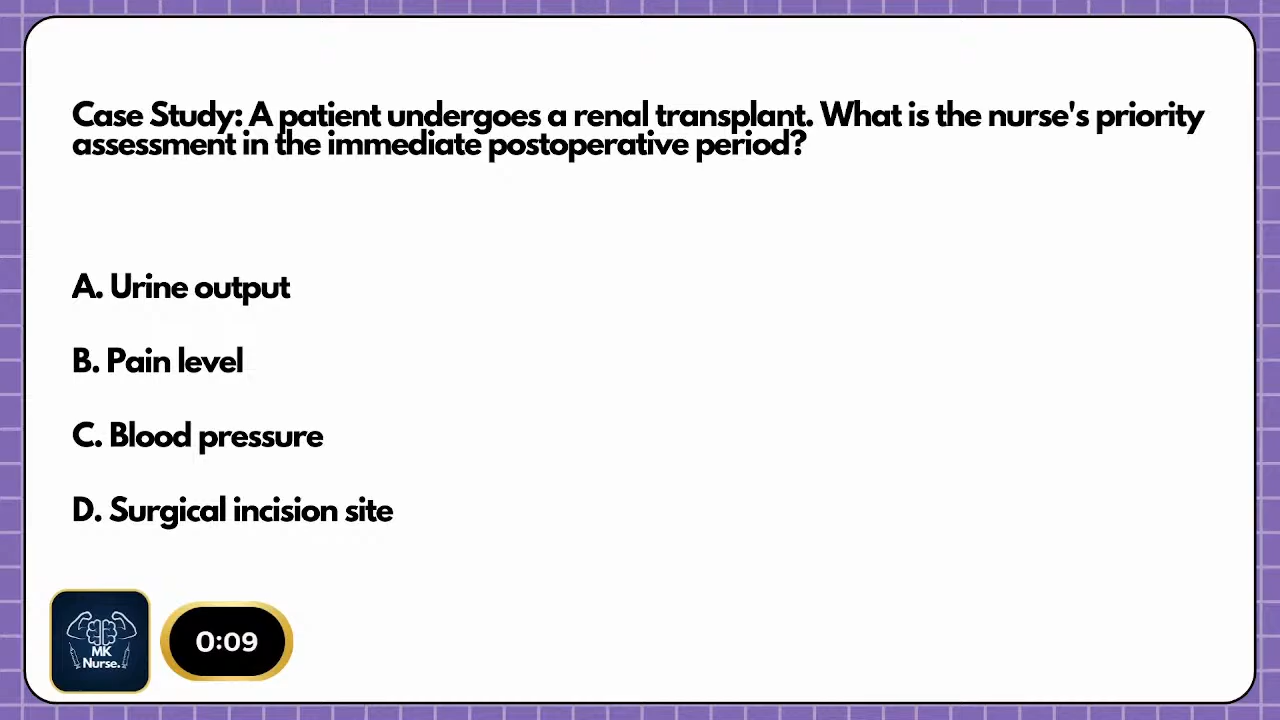 Case Study: A patient undergoes a renal transplant. What is the nurse's priority
assessment in the immediate postoperative period?
A. Urine output
B. Pain level
C. Blood pressure
D. Surgical incision site
MK
Nurse.
0:09